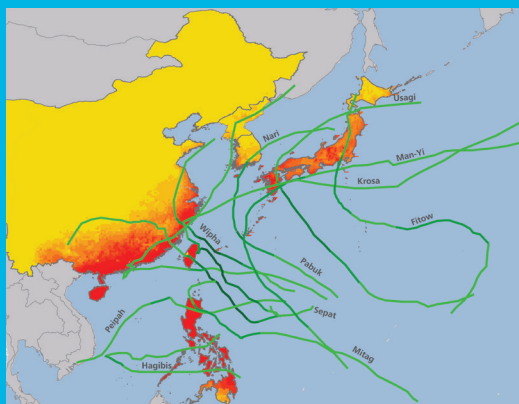 Usagi
Nari
Man-Yi
Krosa
Fitow
Wipha
Pabuk
Sepat
Peipah
Mitag
Hagibis